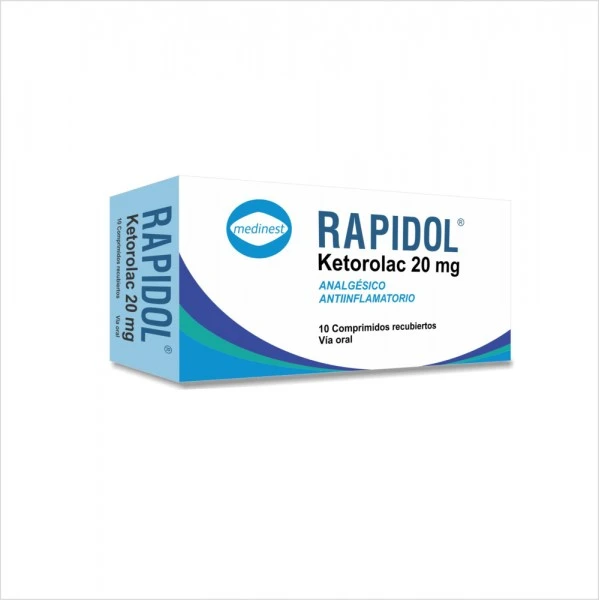 medinest
RAPIDOL®
Ketorolac 20 mg
ANALGÉSICO
ANTIINFLAMATORIO
10 Comprimidos recubiertos
Vía oral
RAPIDOL®
Ketorolac 20 mg
10 Comprimidos recubiertos
Vía oral